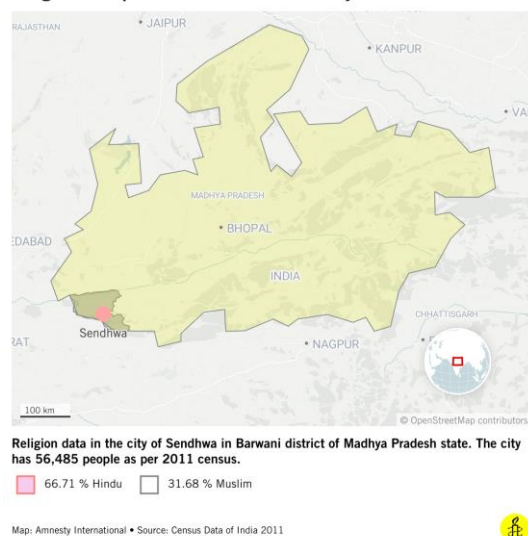 RAJASTHAN
• JAIPUR
• KANPUR
• VA
MADHYA PRADESH
• BHOPAL
EDABAD
INDIA
CHHATTISGARH
Sendhwa
RAT
• NAGPUR
100 km
© OpenStreetMap contributors
Religion data in the city of Sendhwa in Barwani district of Madhya Pradesh state. The city
has 56,485 people as per 2011 census.
66.71 % Hindu 31.68 % Muslim
Map: Amnesty International • Source: Census Data of India 2011